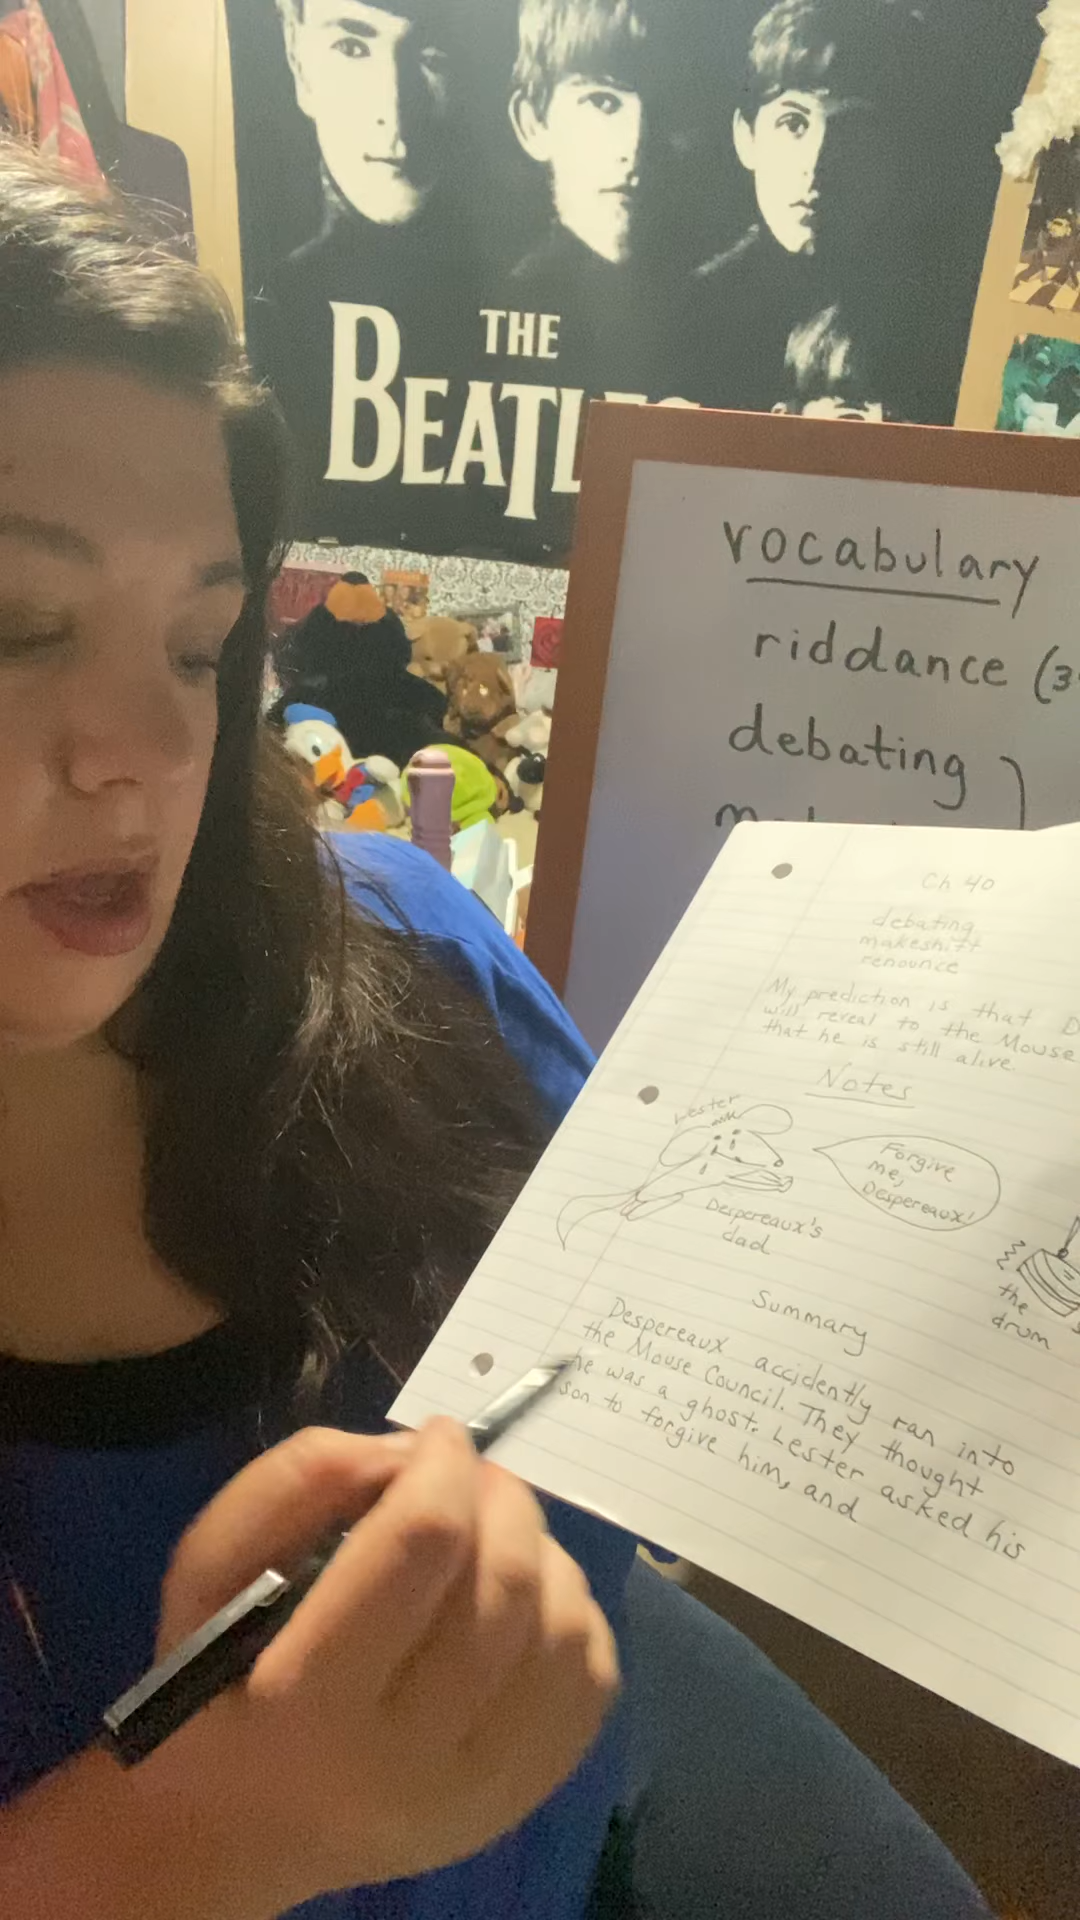 THE
BEATL
vocabulary
riddance (3
debating
Ch 40
debating
makeshift
renounce
My prediction is that D
will reveal to the Mouse
that he is still alive.
Notes
Lester
Forgive
me,
Despereaux!
Despereaux's
dad
the
drum
Summary
Despereaux accidently ran into
the Mouse Council. They thought
he was a ghost. Lester asked his
son to forgive him, and